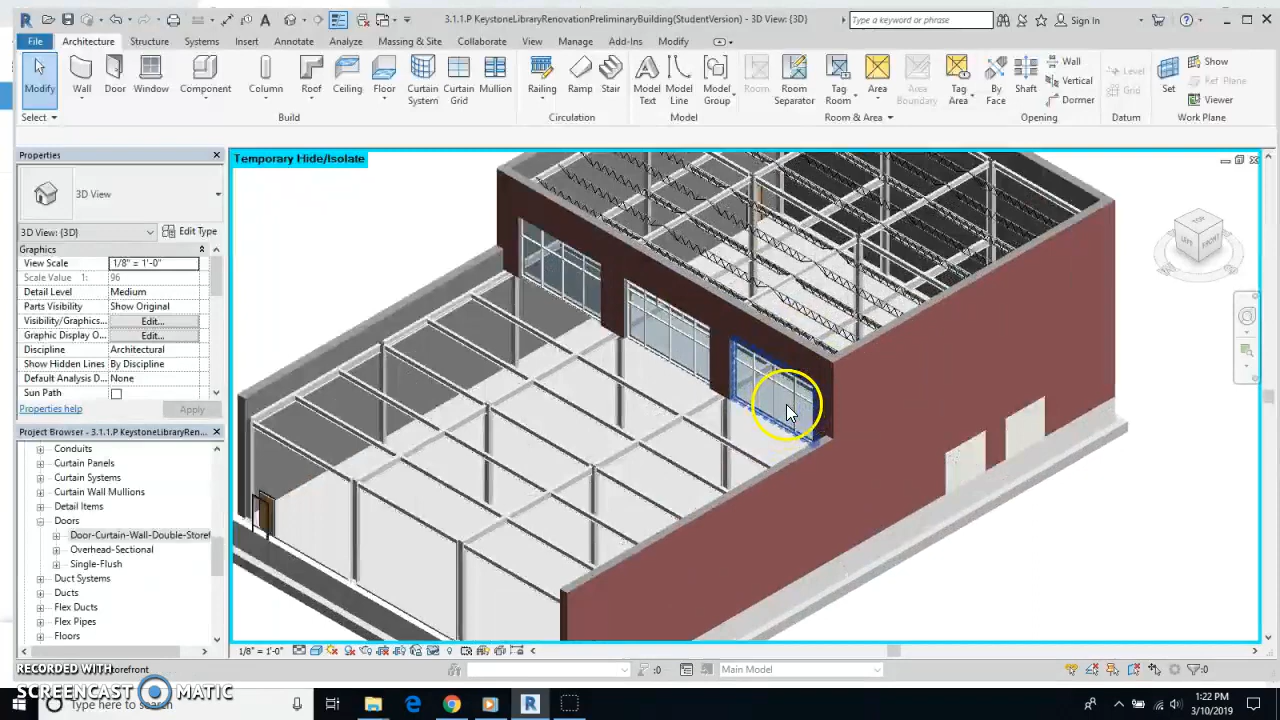 3.1.1.P KeystoneLibraryRenovationPreliminaryBuilding(StudentVersion) - 3D View: {3D}
Type a keyword or phrase
Sign In
File Architecture Structure Systems Insert Annotate Analyze Massing & Site Collaborate View Manage Add-Ins Modify
Modify Wall Door Window Component Column Roof Ceiling Floor Curtain System Curtain Grid Mullion Railing Ramp Stair Model Text Model Line Model Group Room Room Separator Tag Room Area Area Boundary Tag Area By Face Shaft Wall Vertical Dormer Level Grid Set Show Ref Plane Viewer
Select Build Circulation Model Room & Area Opening Datum Work Plane
Properties
Temporary Hide/Isolate
3D View
3D View: {3D} Edit Type
Graphics
View Scale 1/8" = 1'-0"
Scale Value 1: 96
Detail Level Medium
Parts Visibility Show Original
Visibility/Graphics... Edit...
Graphic Display O... Edit...
Discipline Architectural
Show Hidden Lines By Discipline
Default Analysis D... None
Sun Path
Properties help Apply
TOP
LEFT FRONT
Project Browser - 3.1.1.P KeystoneLibraryRen...
Conduits
Curtain Panels
Curtain Systems
Curtain Wall Mullions
Detail Items
Doors
Door-Curtain-Wall-Double-Storef
Overhead-Sectional
Single-Flush
Duct Systems
Ducts
Flex Ducts
Flex Pipes
Floors
1/8" = 1'-0"
RECORDED WITH
SCREENCAST MATIC
torefront
:0 Main Model :0
Type here to search
1:22 PM
3/10/2019